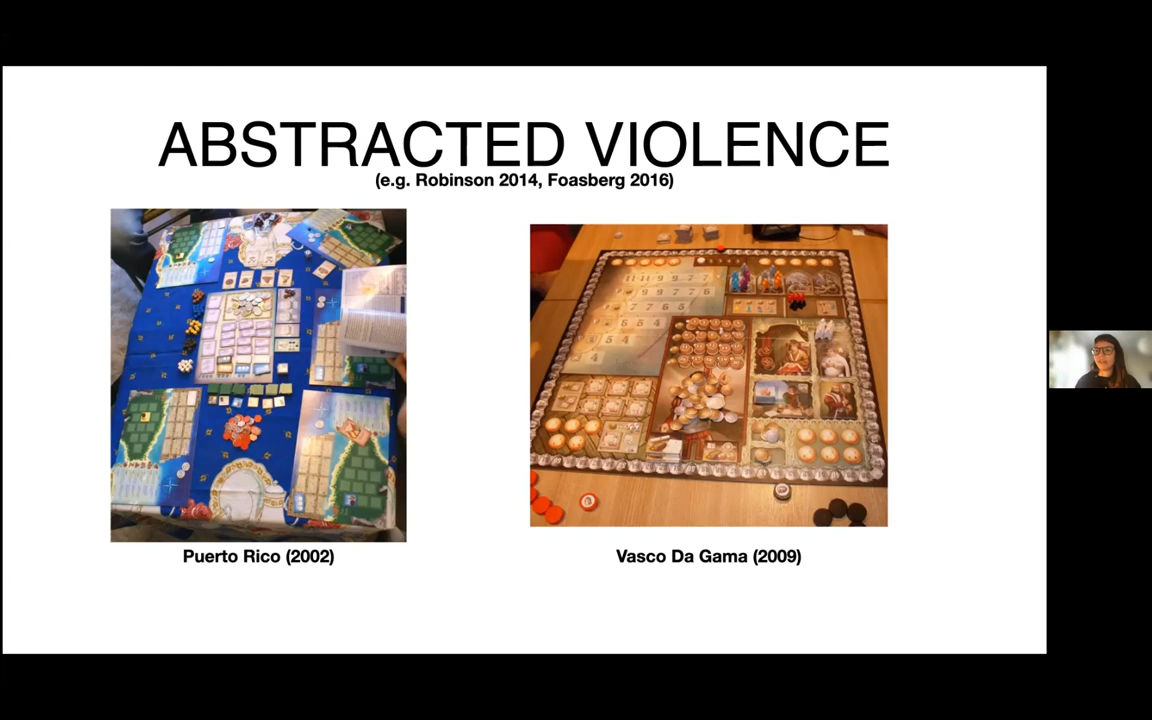 ABSTRACTED VIOLENCE
(e.g. Robinson 2014, Foasberg 2016)
Puerto Rico (2002)
Vasco Da Gama (2009)